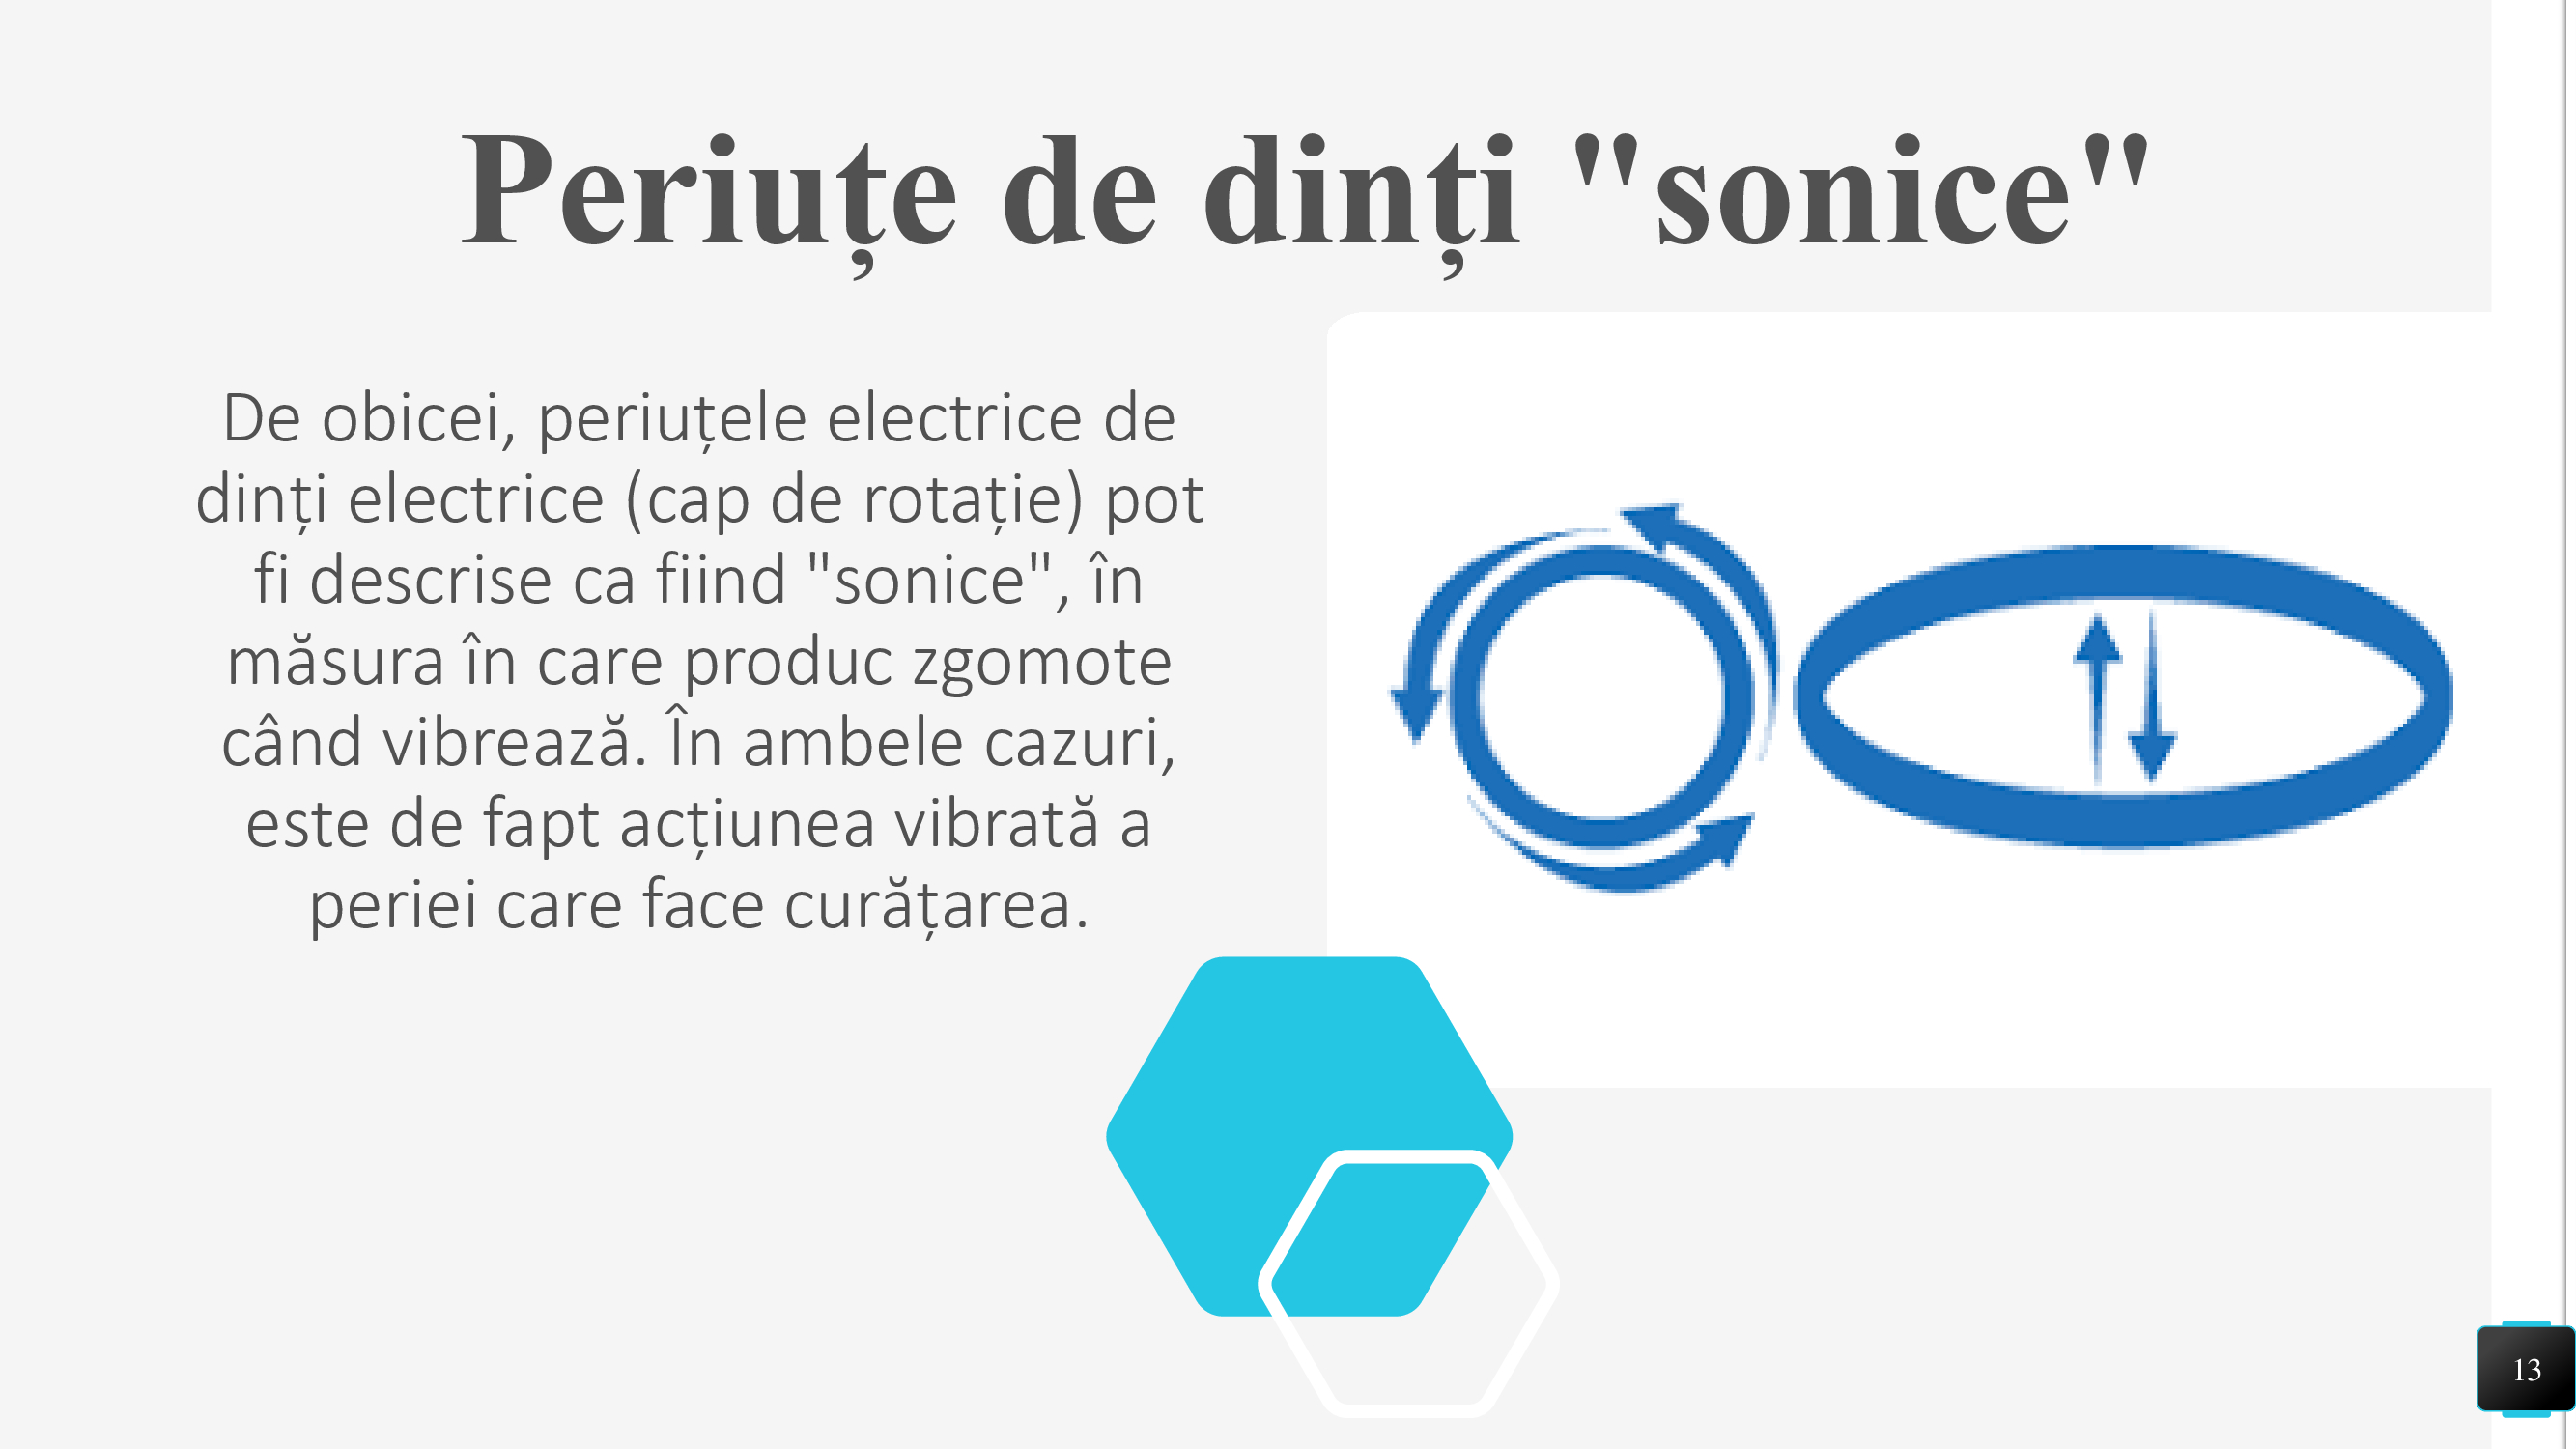 Periuțe de dinți "sonice"
De obicei, periuțele electrice de
dinți electrice (cap de rotație) pot
fi descrise ca fiind "sonice", în
măsura în care produc zgomote
când vibrează. În ambele cazuri,
este de fapt acțiunea vibrată a
periei care face curățarea.
13